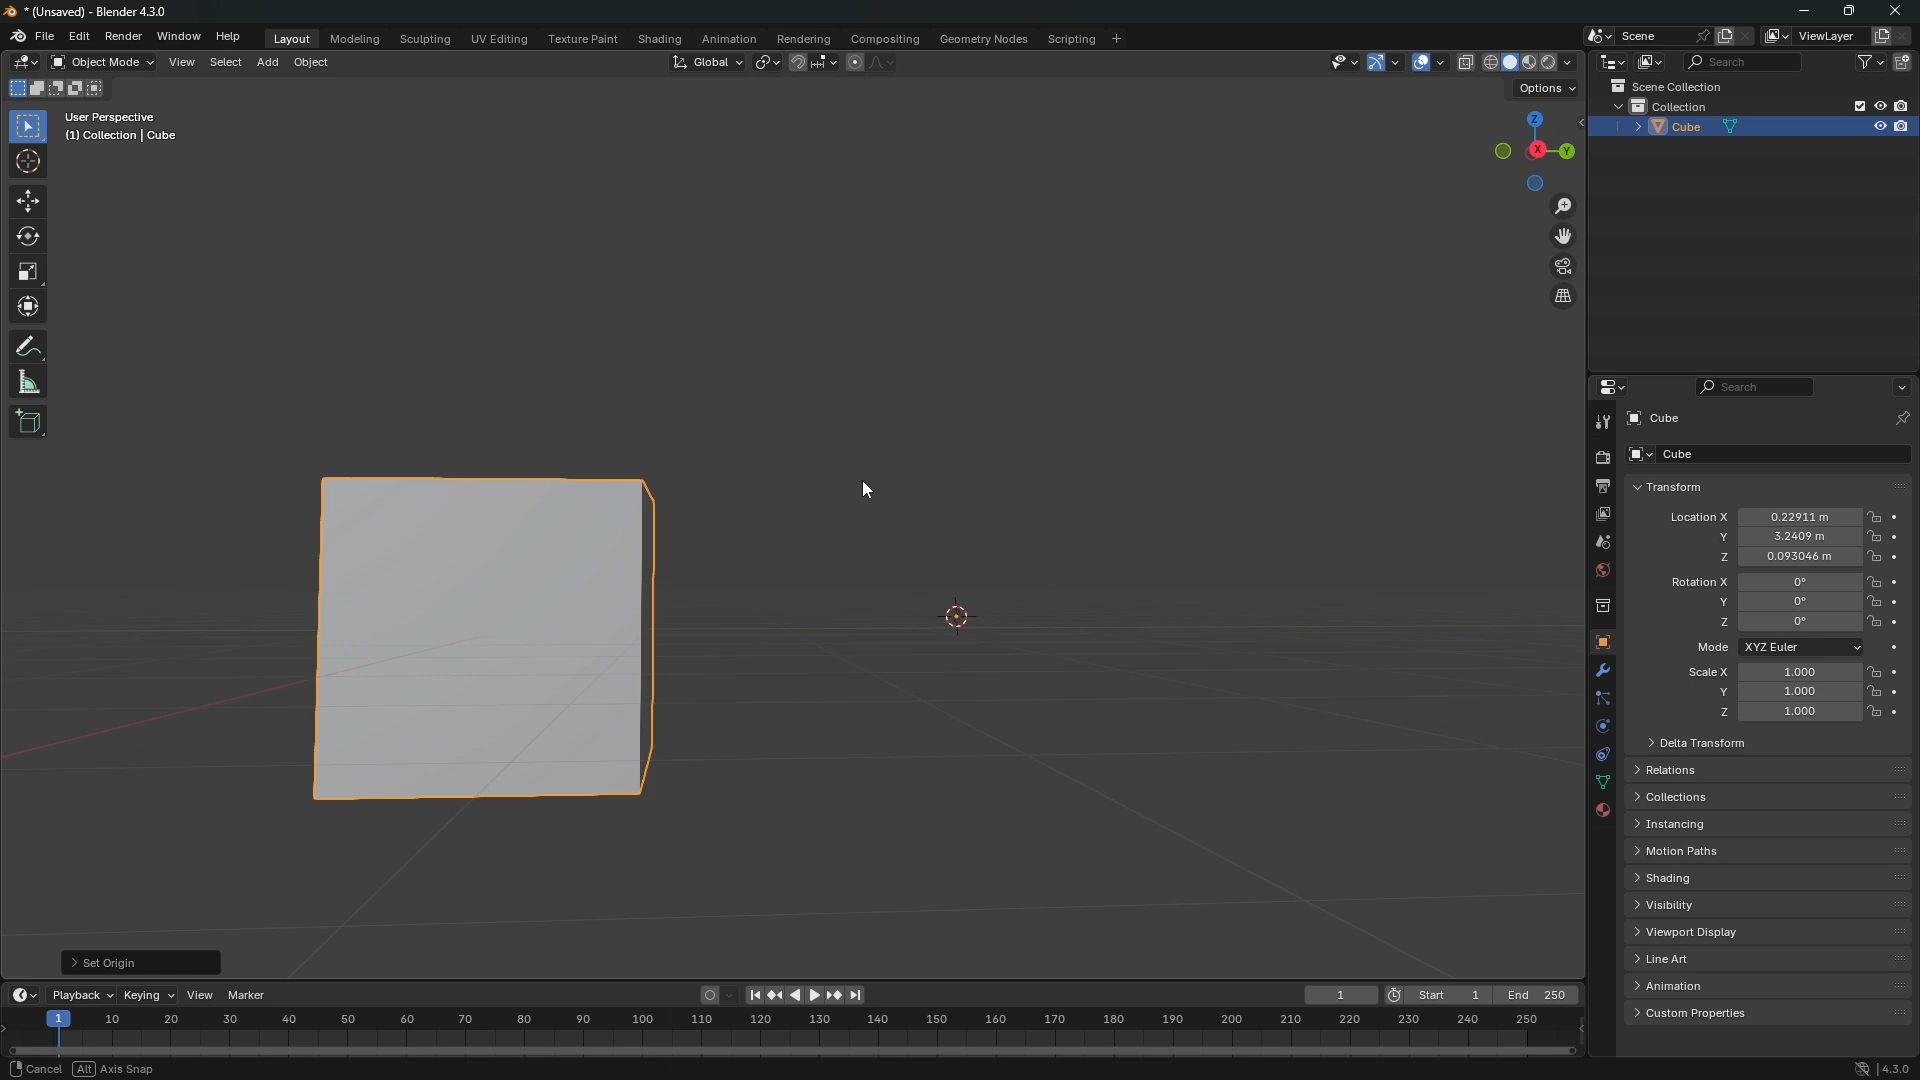 * (Unsaved) - Blender 4.3.0
File Edit Render Window Help Layout Modeling Sculpting UV Editing Texture Paint Shading Animation Rendering Compositing Geometry Nodes Scripting + Scene ViewLayer
Object Mode View Select Add Object Global Search
Options
Scene Collection
Collection
Cube
User Perspective
(1) Collection | Cube
Z
X
Y
Search
Cube
Cube
Transform
Location X 0.22911 m
Y 3.2409 m
Z 0.093046 m
Rotation X 0°
Y 0°
Z 0°
Mode XYZ Euler
Scale X 1.000
Y 1.000
Z 1.000
Delta Transform
Relations
Collections
Instancing
Motion Paths
Shading
Visibility
Viewport Display
Line Art
Animation
Custom Properties
Set Origin
Playback Keying View Marker 1 Start 1 End 250
1 10 20 30 40 50 60 70 80 90 100 110 120 130 140 150 160 170 180 190 200 210 220 230 240 250
Cancel Alt Axis Snap 4.3.0